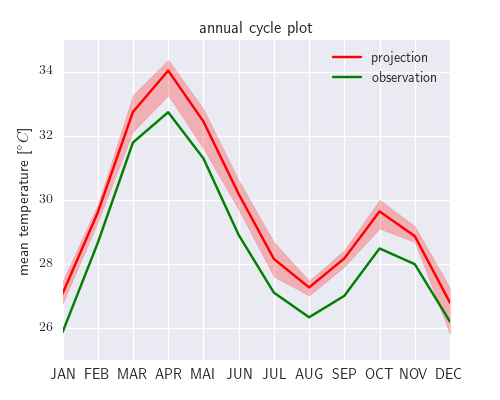 annual cycle plot
projection
observation
mean temperature [°C]
34
32
30
28
26
JAN FEB MAR APR MAI JUN JUL AUG SEP OCT NOV DEC